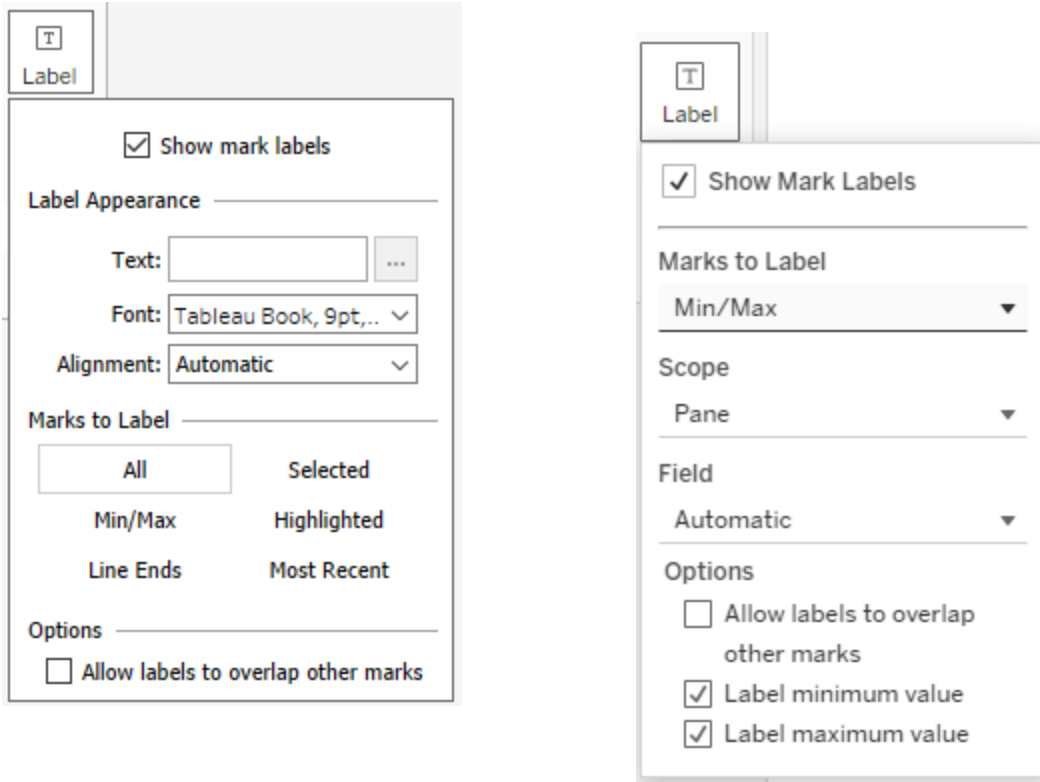 T
Label
Show mark labels
Label Appearance
Text:
...
Font: Tableau Book, 9pt,..
Alignment: Automatic
Marks to Label
All Selected
Min/Max Highlighted
Line Ends Most Recent
Options
Allow labels to overlap other marks
T
Label
Show Mark Labels
Marks to Label
Min/Max
Scope
Pane
Field
Automatic
Options
Allow labels to overlap
other marks
Label minimum value
Label maximum value